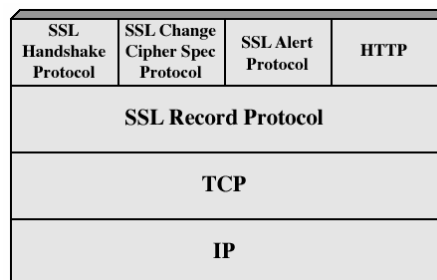 SSL
Handshake
Protocol
SSL Change
Cipher Spec
Protocol
SSL Alert
Protocol
HTTP
SSL Record Protocol
TCP
IP